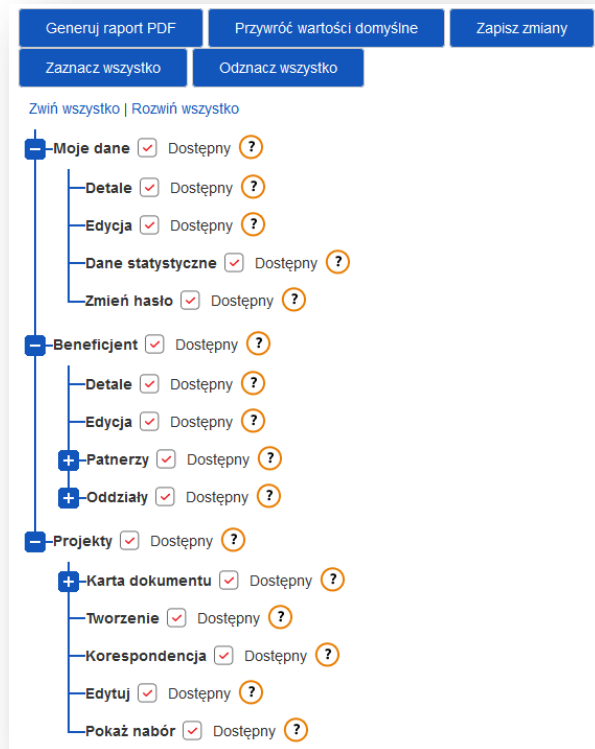 Generuj raport PDF Przywróć wartości domyślne Zapisz zmiany
Zaznacz wszystko Odznacz wszystko
Zwiń wszystko | Rozwiń wszystko
Moje dane Dostępny ?
Detale Dostępny ?
Edycja Dostępny ?
Dane statystyczne Dostępny ?
Zmień hasło Dostępny ?
Beneficjent Dostępny ?
Detale Dostępny ?
Edycja Dostępny ?
Patnerzy Dostępny ?
Oddziały Dostępny ?
Projekty Dostępny ?
Karta dokumentu Dostępny ?
Tworzenie Dostępny ?
Korespondencja Dostępny ?
Edytuj Dostępny ?
Pokaż nabór Dostępny ?